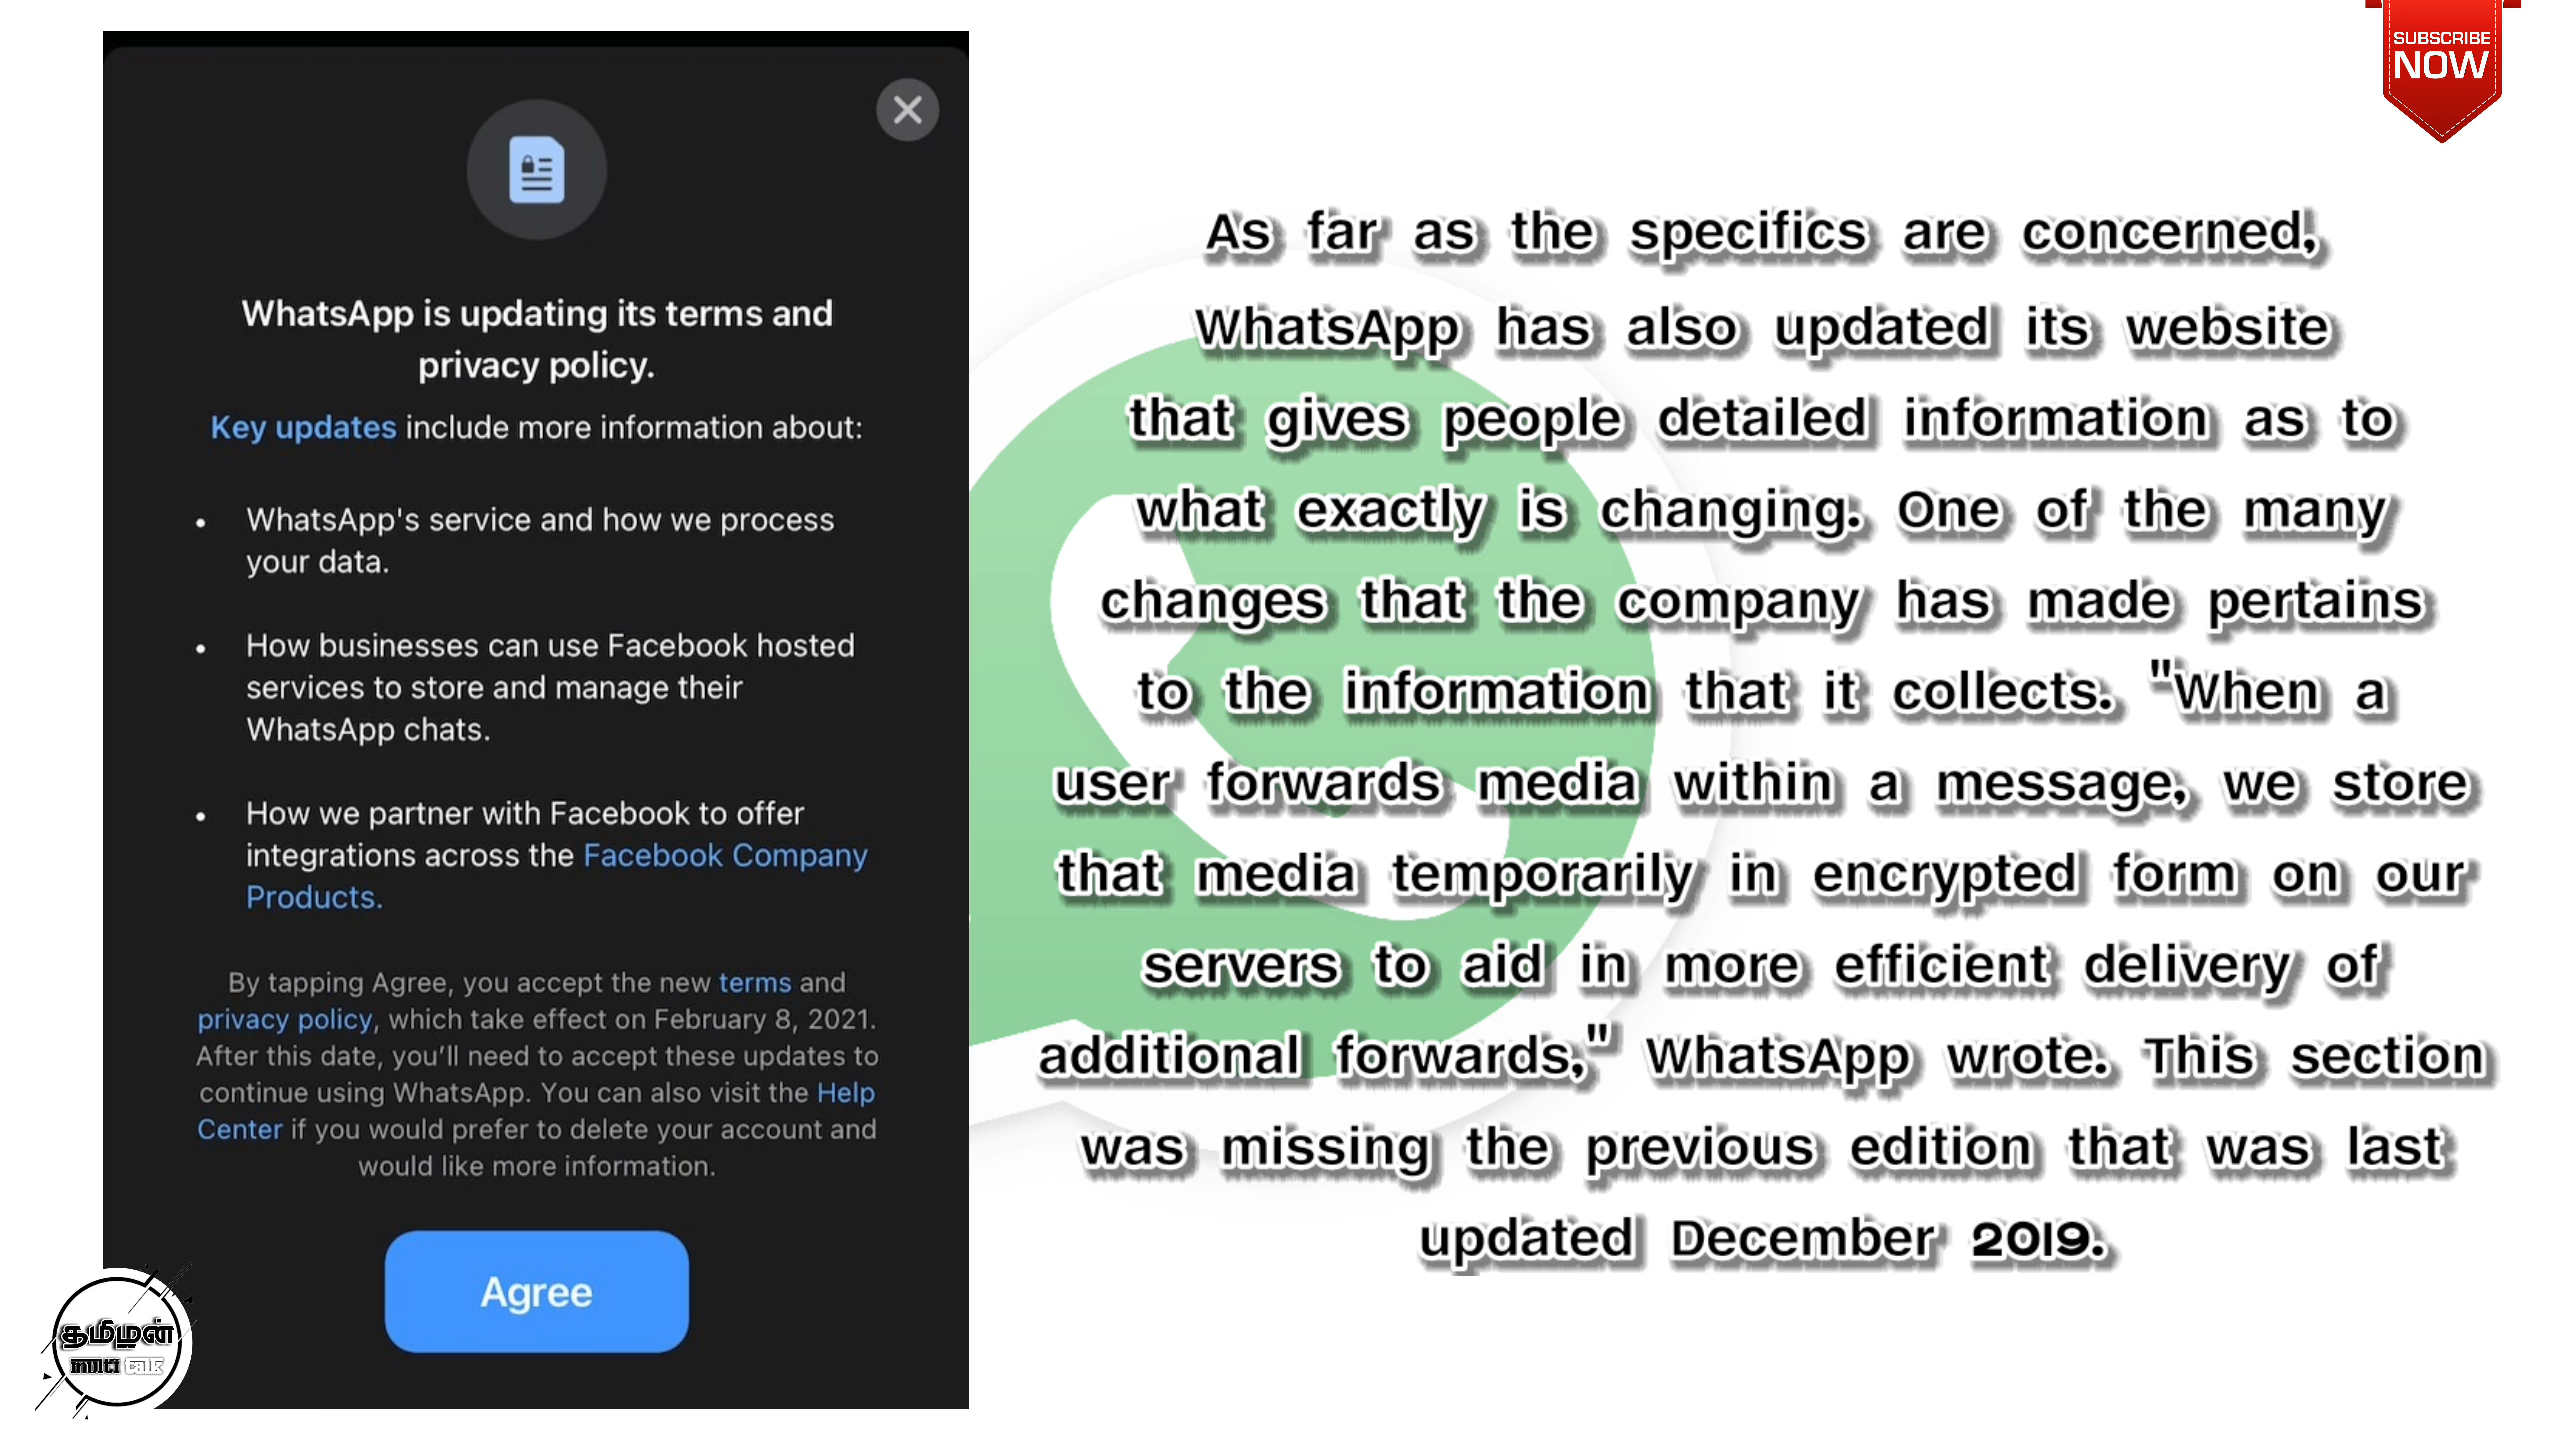 SUBSCRIBE
NOW
WhatsApp is updating its terms and
privacy policy.
Key updates include more information about:
• WhatsApp's service and how we process
your data.
• How businesses can use Facebook hosted
services to store and manage their
WhatsApp chats.
• How we partner with Facebook to offer
integrations across the Facebook Company
Products.
By tapping Agree, you accept the new terms and
privacy policy, which take effect on February 8, 2021.
After this date, you’ll need to accept these updates to
continue using WhatsApp. You can also visit the Help
Center if you would prefer to delete your account and
would like more information.
Agree
As far as the specifics are concerned,
WhatsApp has also updated its website
that gives people detailed information as to
what exactly is changing. One of the many
changes that the company has made pertains
to the information that it collects. "When a
user forwards media within a message, we store
that media temporarily in encrypted form on our
servers to aid in more efficient delivery of
additional forwards," WhatsApp wrote. This section
was missing the previous edition that was last
updated December 2019.
தமிழன்
multi talk